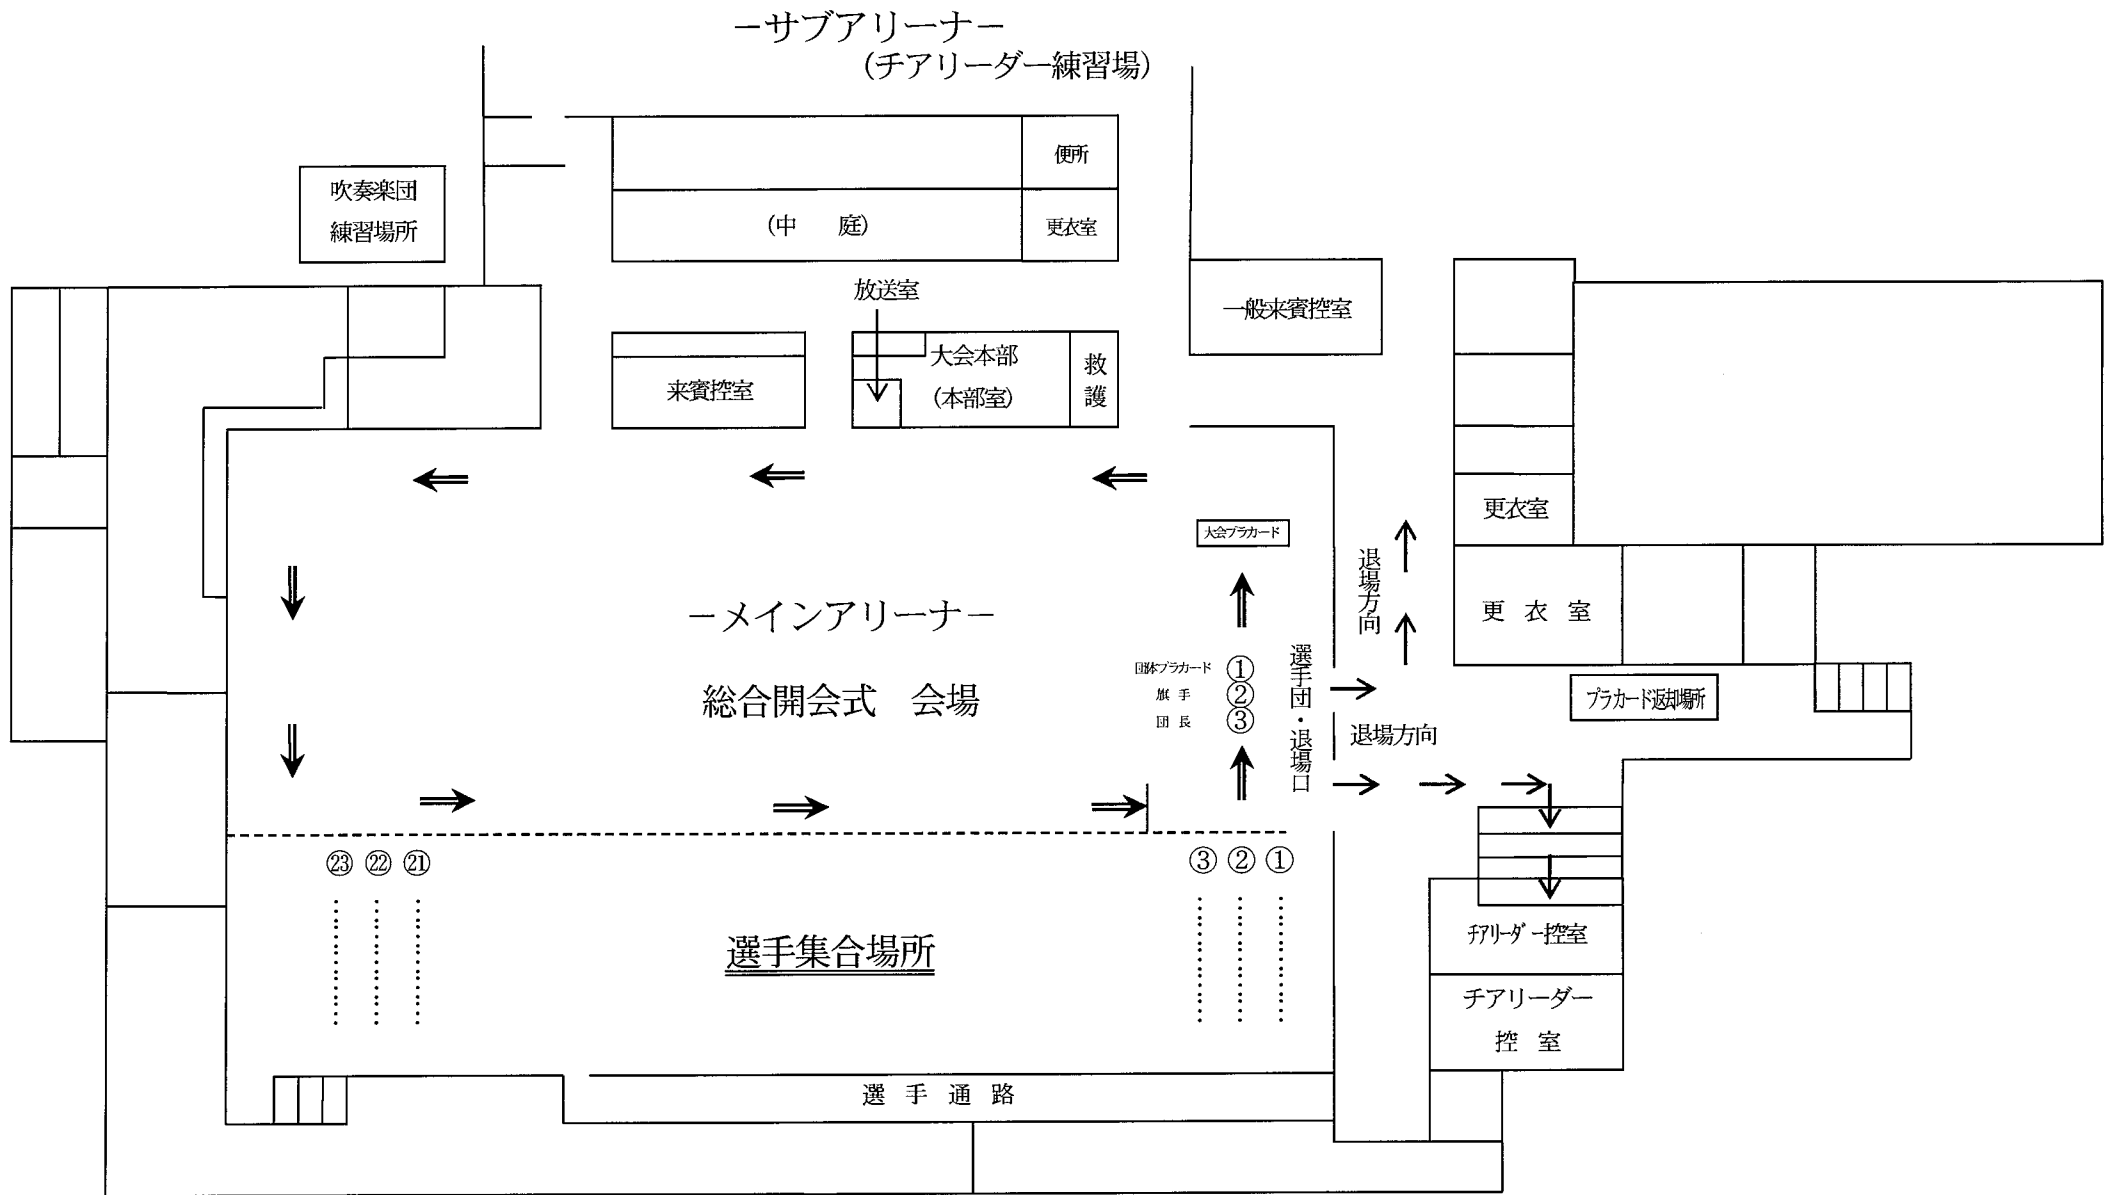 －サブアリーナ－
(チアリーダー練習場)
便所
吹奏楽団
練習場所
(中　庭)
更衣室
放送室
一般来賓控室
大会本部
(本部室)
救護
来賓控室
更衣室
大会プラカード
退場方向
－メインアリーナ－
更　衣　室
選手団・退場口
団体プラカード ①
旗 手 ②
団 長 ③
総合開会式　会場
プラカード返却場所
退場方向
㉓ ㉒ ㉑
③ ② ①
選手集合場所
ﾁｱﾘｰﾀﾞｰ控室
チアリーダー
控　室
選　手　通　路